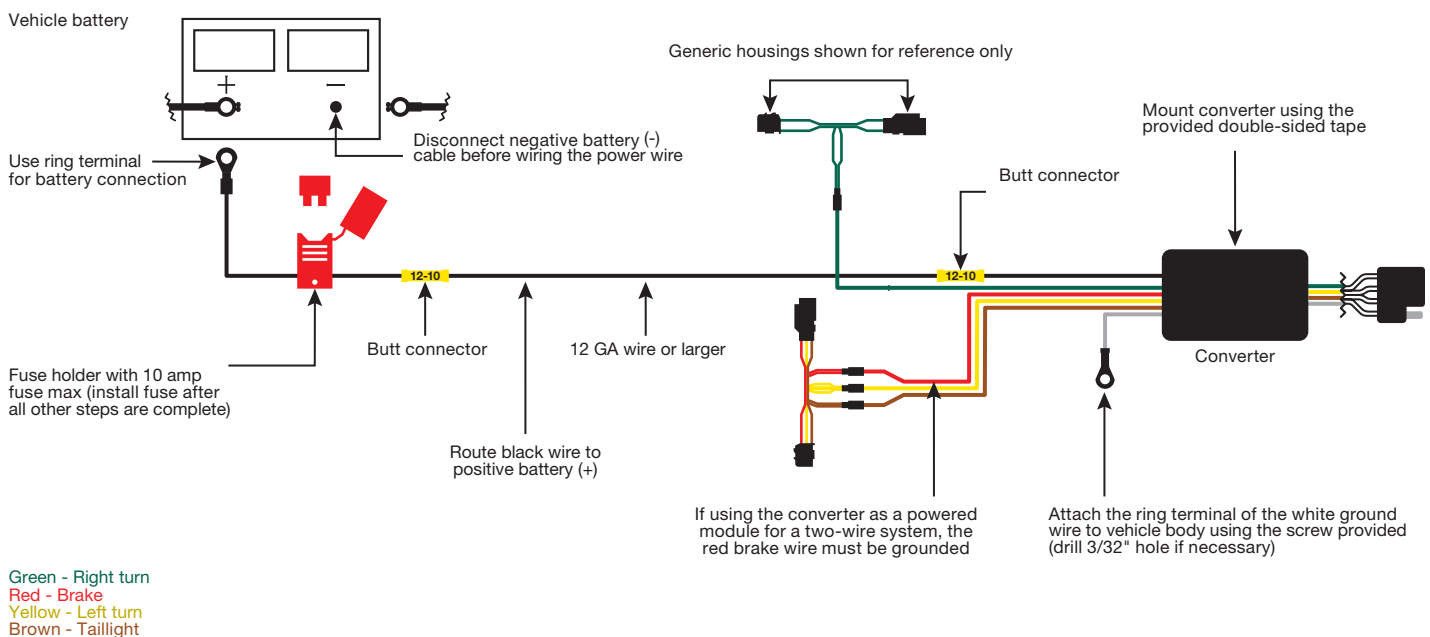 Vehicle battery
Generic housings shown for reference only
Mount converter using the
provided double-sided tape
Disconnect negative battery (-)
cable before wiring the power wire
Use ring terminal
for battery connection
Butt connector
12-10
12-10
Butt connector
12 GA wire or larger
Converter
Fuse holder with 10 amp
fuse max (install fuse after
all other steps are complete)
Route black wire to
positive battery (+)
If using the converter as a powered
module for a two-wire system, the
red brake wire must be grounded
Attach the ring terminal of the white ground
wire to vehicle body using the screw provided
(drill 3/32" hole if necessary)
Green - Right turn
Red - Brake
Yellow - Left turn
Brown - Taillight